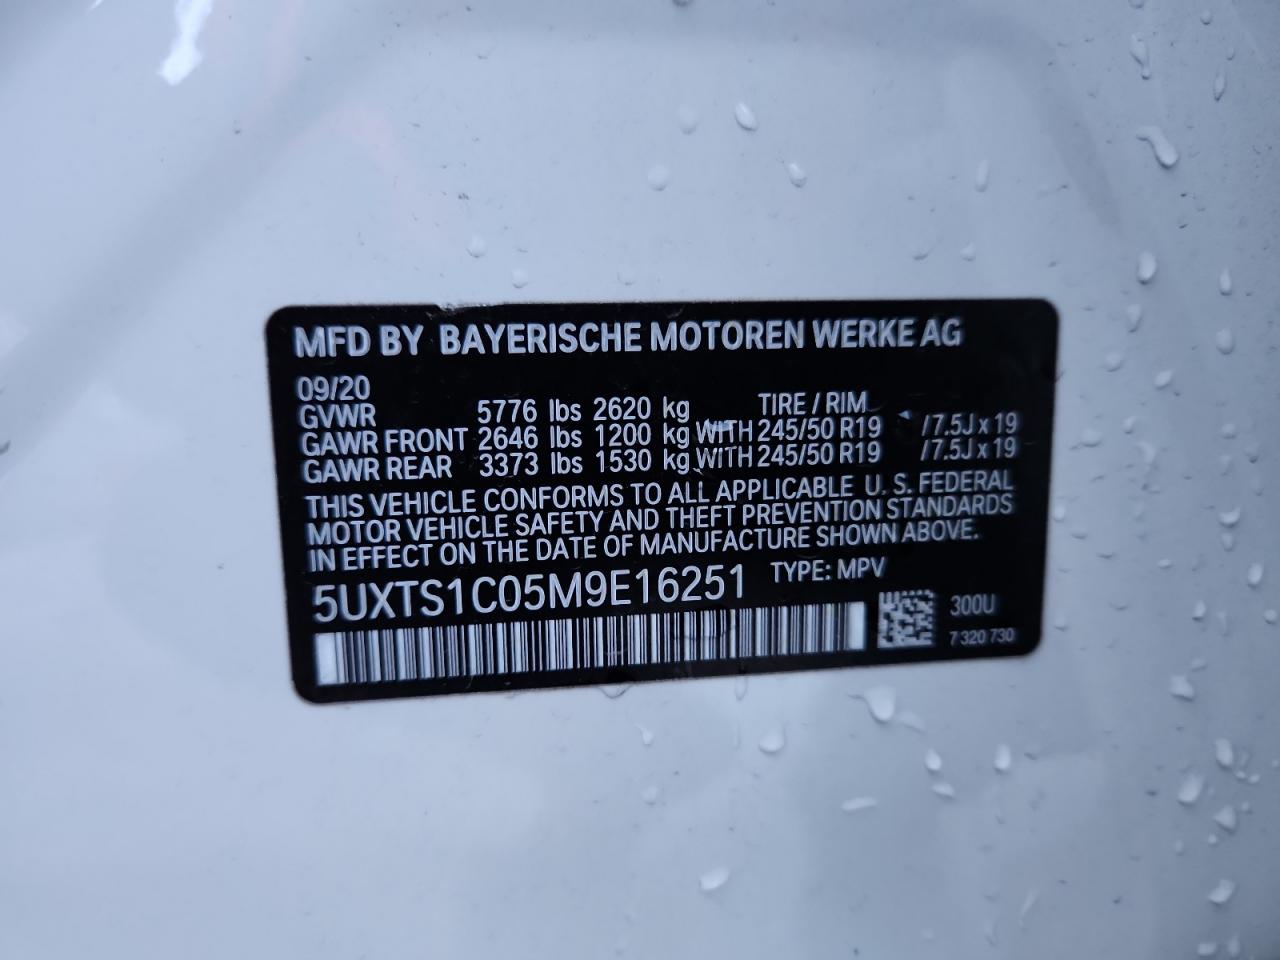 MFD BY BAYERISCHE MOTOREN WERKE AG
09/20
GVWR 5776 lbs 2620 kg TIRE / RIM
GAWR FRONT 2646 lbs 1200 kg WITH 245/50 R19 / 7.5J x 19
GAWR REAR 3373 lbs 1530 kg WITH 245/50 R19 / 7.5J x 19
THIS VEHICLE CONFORMS TO ALL APPLICABLE U. S. FEDERAL
MOTOR VEHICLE SAFETY AND THEFT PREVENTION STANDARDS
IN EFFECT ON THE DATE OF MANUFACTURE SHOWN ABOVE.
5UXTS1C05M9E16251 TYPE: MPV
300U
7 320 730